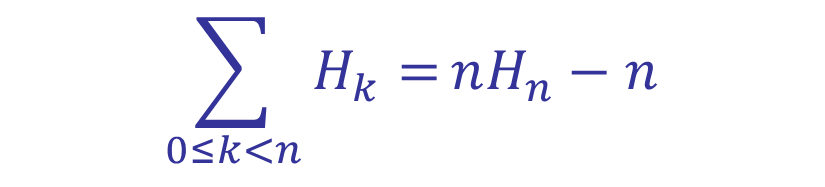 ∑ H_k = nH_n − n
0≤k<n